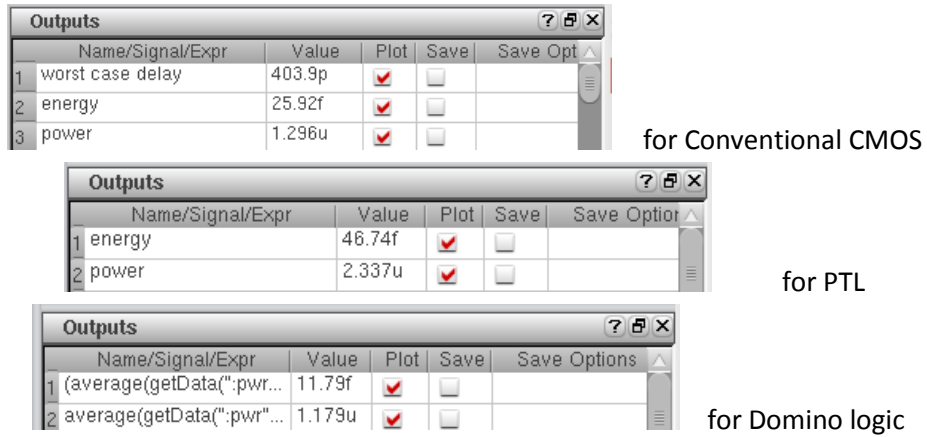 Outputs
Name/Signal/Expr Value Plot Save Save Opt
1 worst case delay 403.9p
2 energy 25.92f
3 power 1.296u
for Conventional CMOS
Outputs
Name/Signal/Expr Value Plot Save Save Option
1 energy 46.74f
2 power 2.337u
for PTL
Outputs
Name/Signal/Expr Value Plot Save Save Options
1 (average(getData(":pwr... 11.79f
2 average(getData(":pwr"... 1.179u
for Domino logic